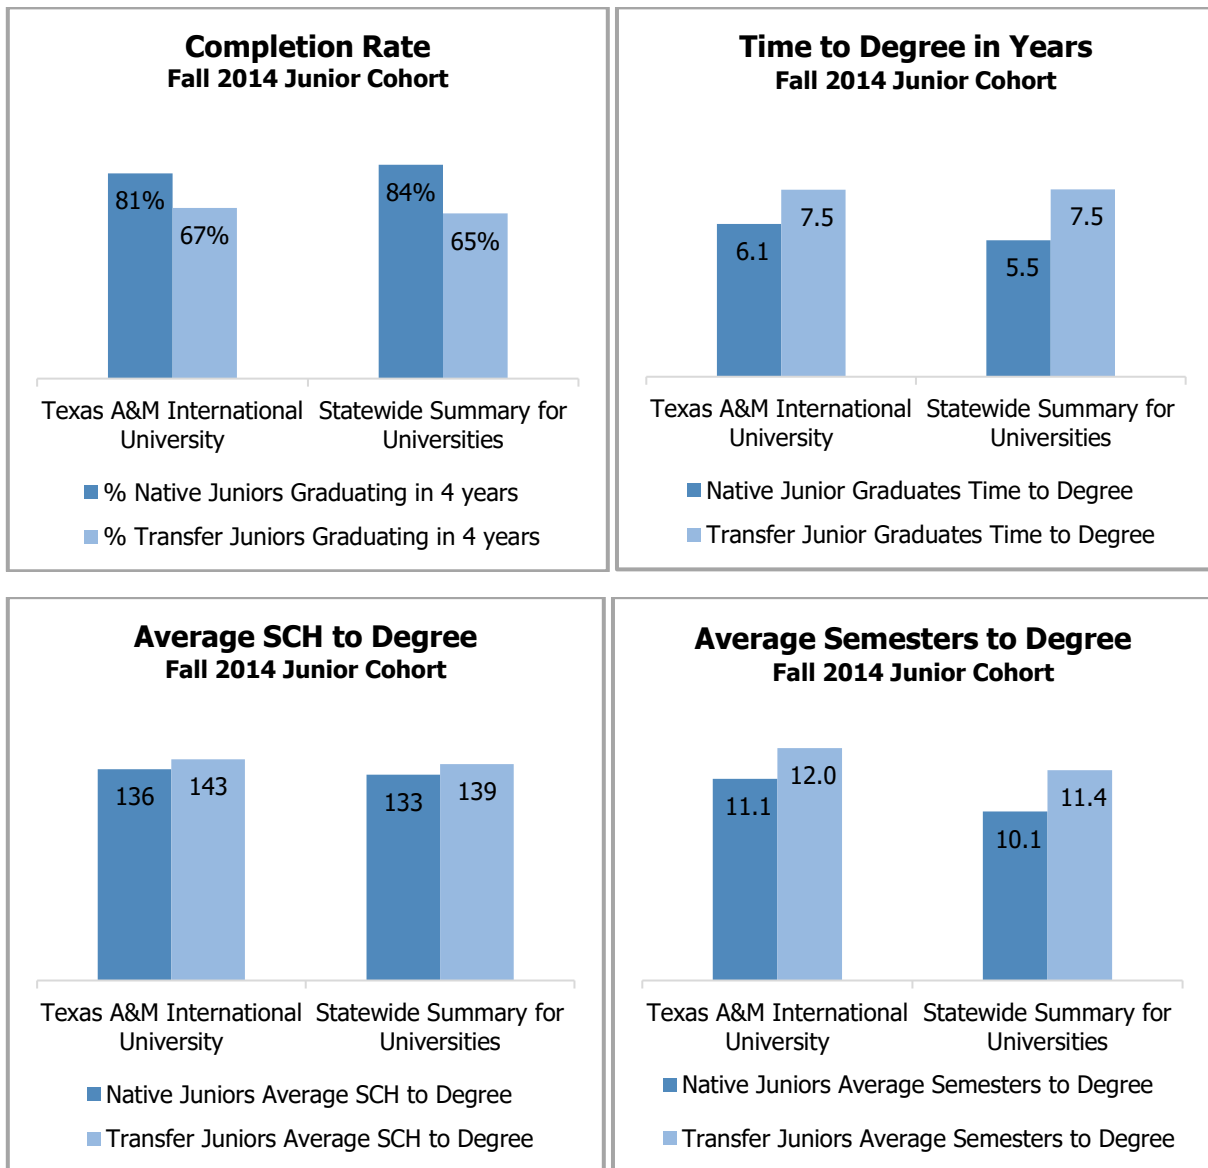 Completion Rate
Fall 2014 Junior Cohort
81%
67%
84%
65%
Texas A&M International
University
Statewide Summary for
Universities
% Native Juniors Graduating in 4 years
% Transfer Juniors Graduating in 4 years
Time to Degree in Years
Fall 2014 Junior Cohort
6.1
7.5
5.5
7.5
Texas A&M International
University
Statewide Summary for
Universities
Native Junior Graduates Time to Degree
Transfer Junior Graduates Time to Degree
Average SCH to Degree
Fall 2014 Junior Cohort
136
143
133
139
Texas A&M International
University
Statewide Summary for
Universities
Native Juniors Average SCH to Degree
Transfer Juniors Average SCH to Degree
Average Semesters to Degree
Fall 2014 Junior Cohort
11.1
12.0
10.1
11.4
Texas A&M International
University
Statewide Summary for
Universities
Native Juniors Average Semesters to Degree
Transfer Juniors Average Semesters to Degree